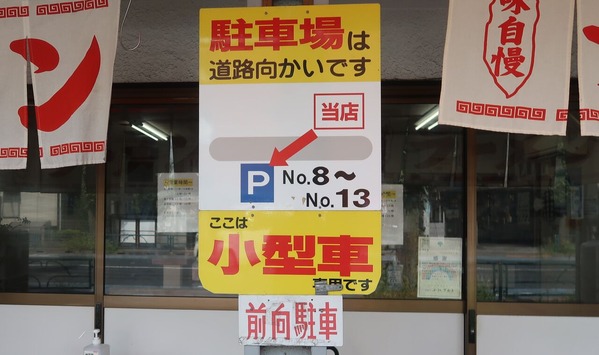 駐車場は
道路向かいです
当店
P
No.8～
No.13
ここは
小型車
専用です
前向駐車
ン
味自慢